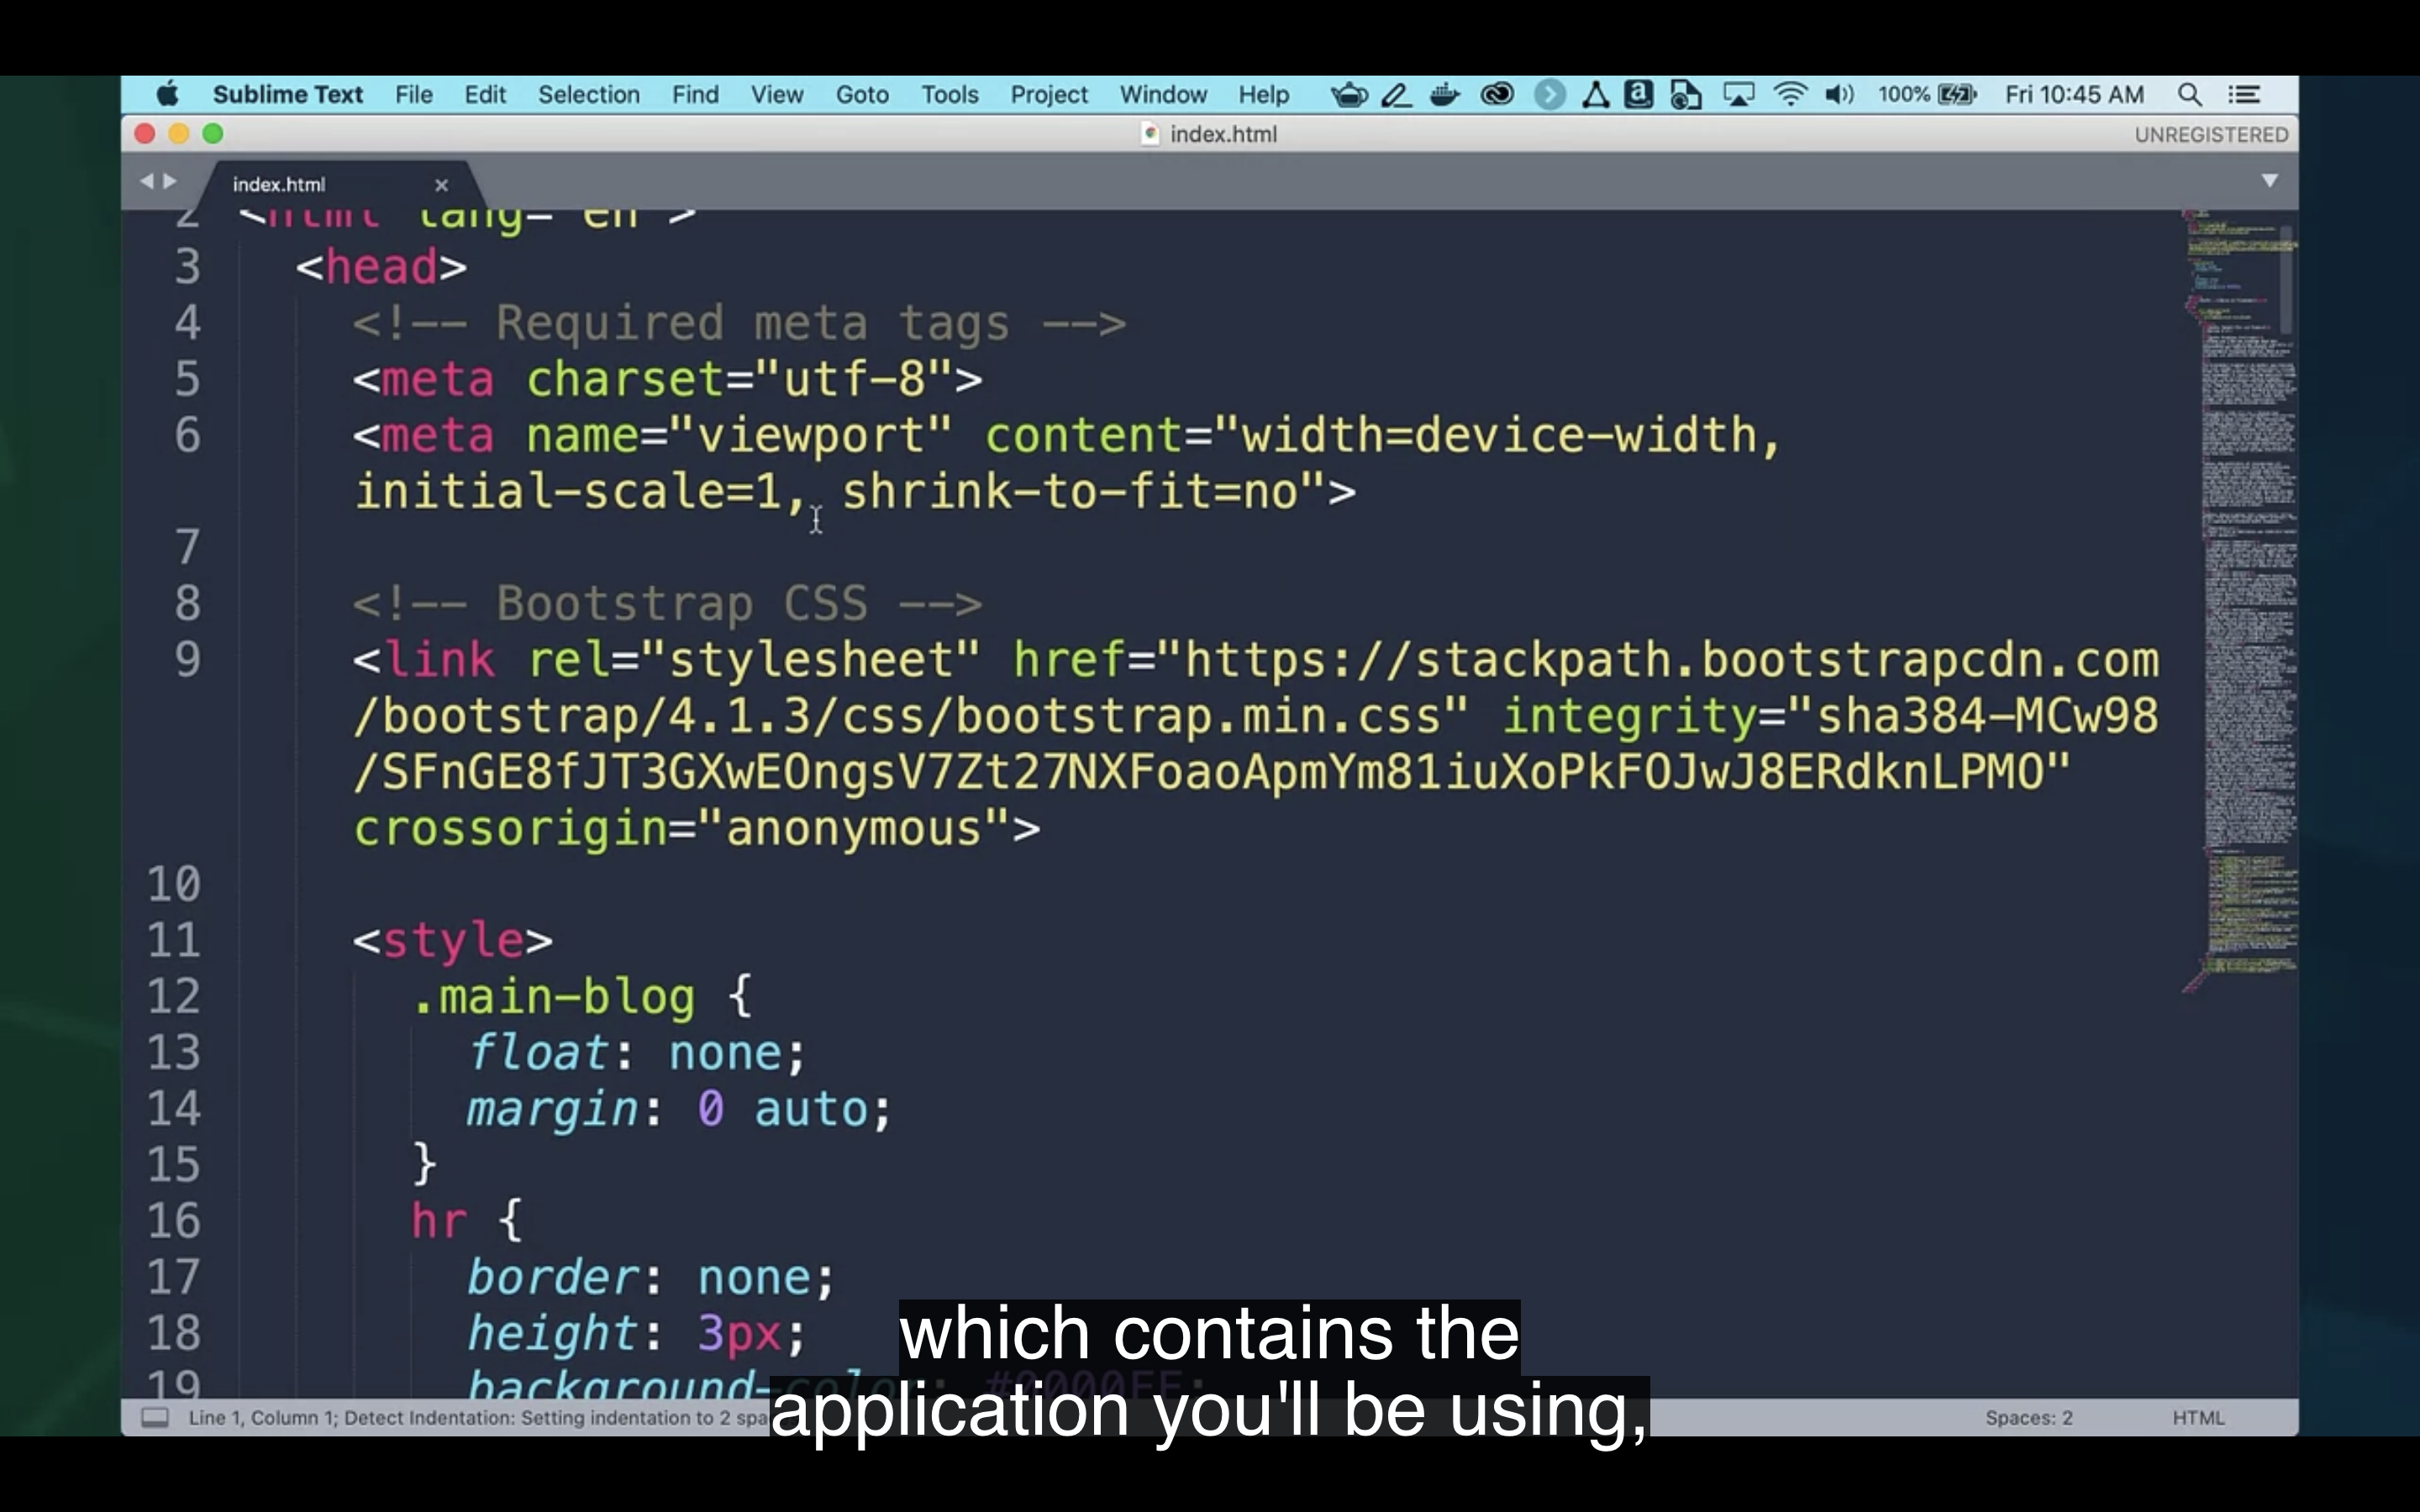 Sublime Text File Edit Selection Find View Goto Tools Project Window Help 100% Fri 10:45 AM
index.html UNREGISTERED
index.html ×
2 <html lang="en">
3 <head>
4 <!-- Required meta tags -->
5 <meta charset="utf-8">
6 <meta name="viewport" content="width=device-width,
initial-scale=1, shrink-to-fit=no">
7
8 <!-- Bootstrap CSS -->
9 <link rel="stylesheet" href="https://stackpath.bootstrapcdn.com
/bootstrap/4.1.3/css/bootstrap.min.css" integrity="sha384-MCw98
/SFnGE8fJT3GXwEOngsV7Zt27NXFoaoApmYm81iuXoPkFOJwJ8ERdknLPMO"
crossorigin="anonymous">
10
11 <style>
12 .main-blog {
13 float: none;
14 margin: 0 auto;
15 }
16 hr {
17 border: none;
18 height: 3px;
19 background-color:
which contains the
application you'll be using,
Line 1, Column 1; Detect Indentation: Setting indentation to 2 spa Spaces: 2 HTML